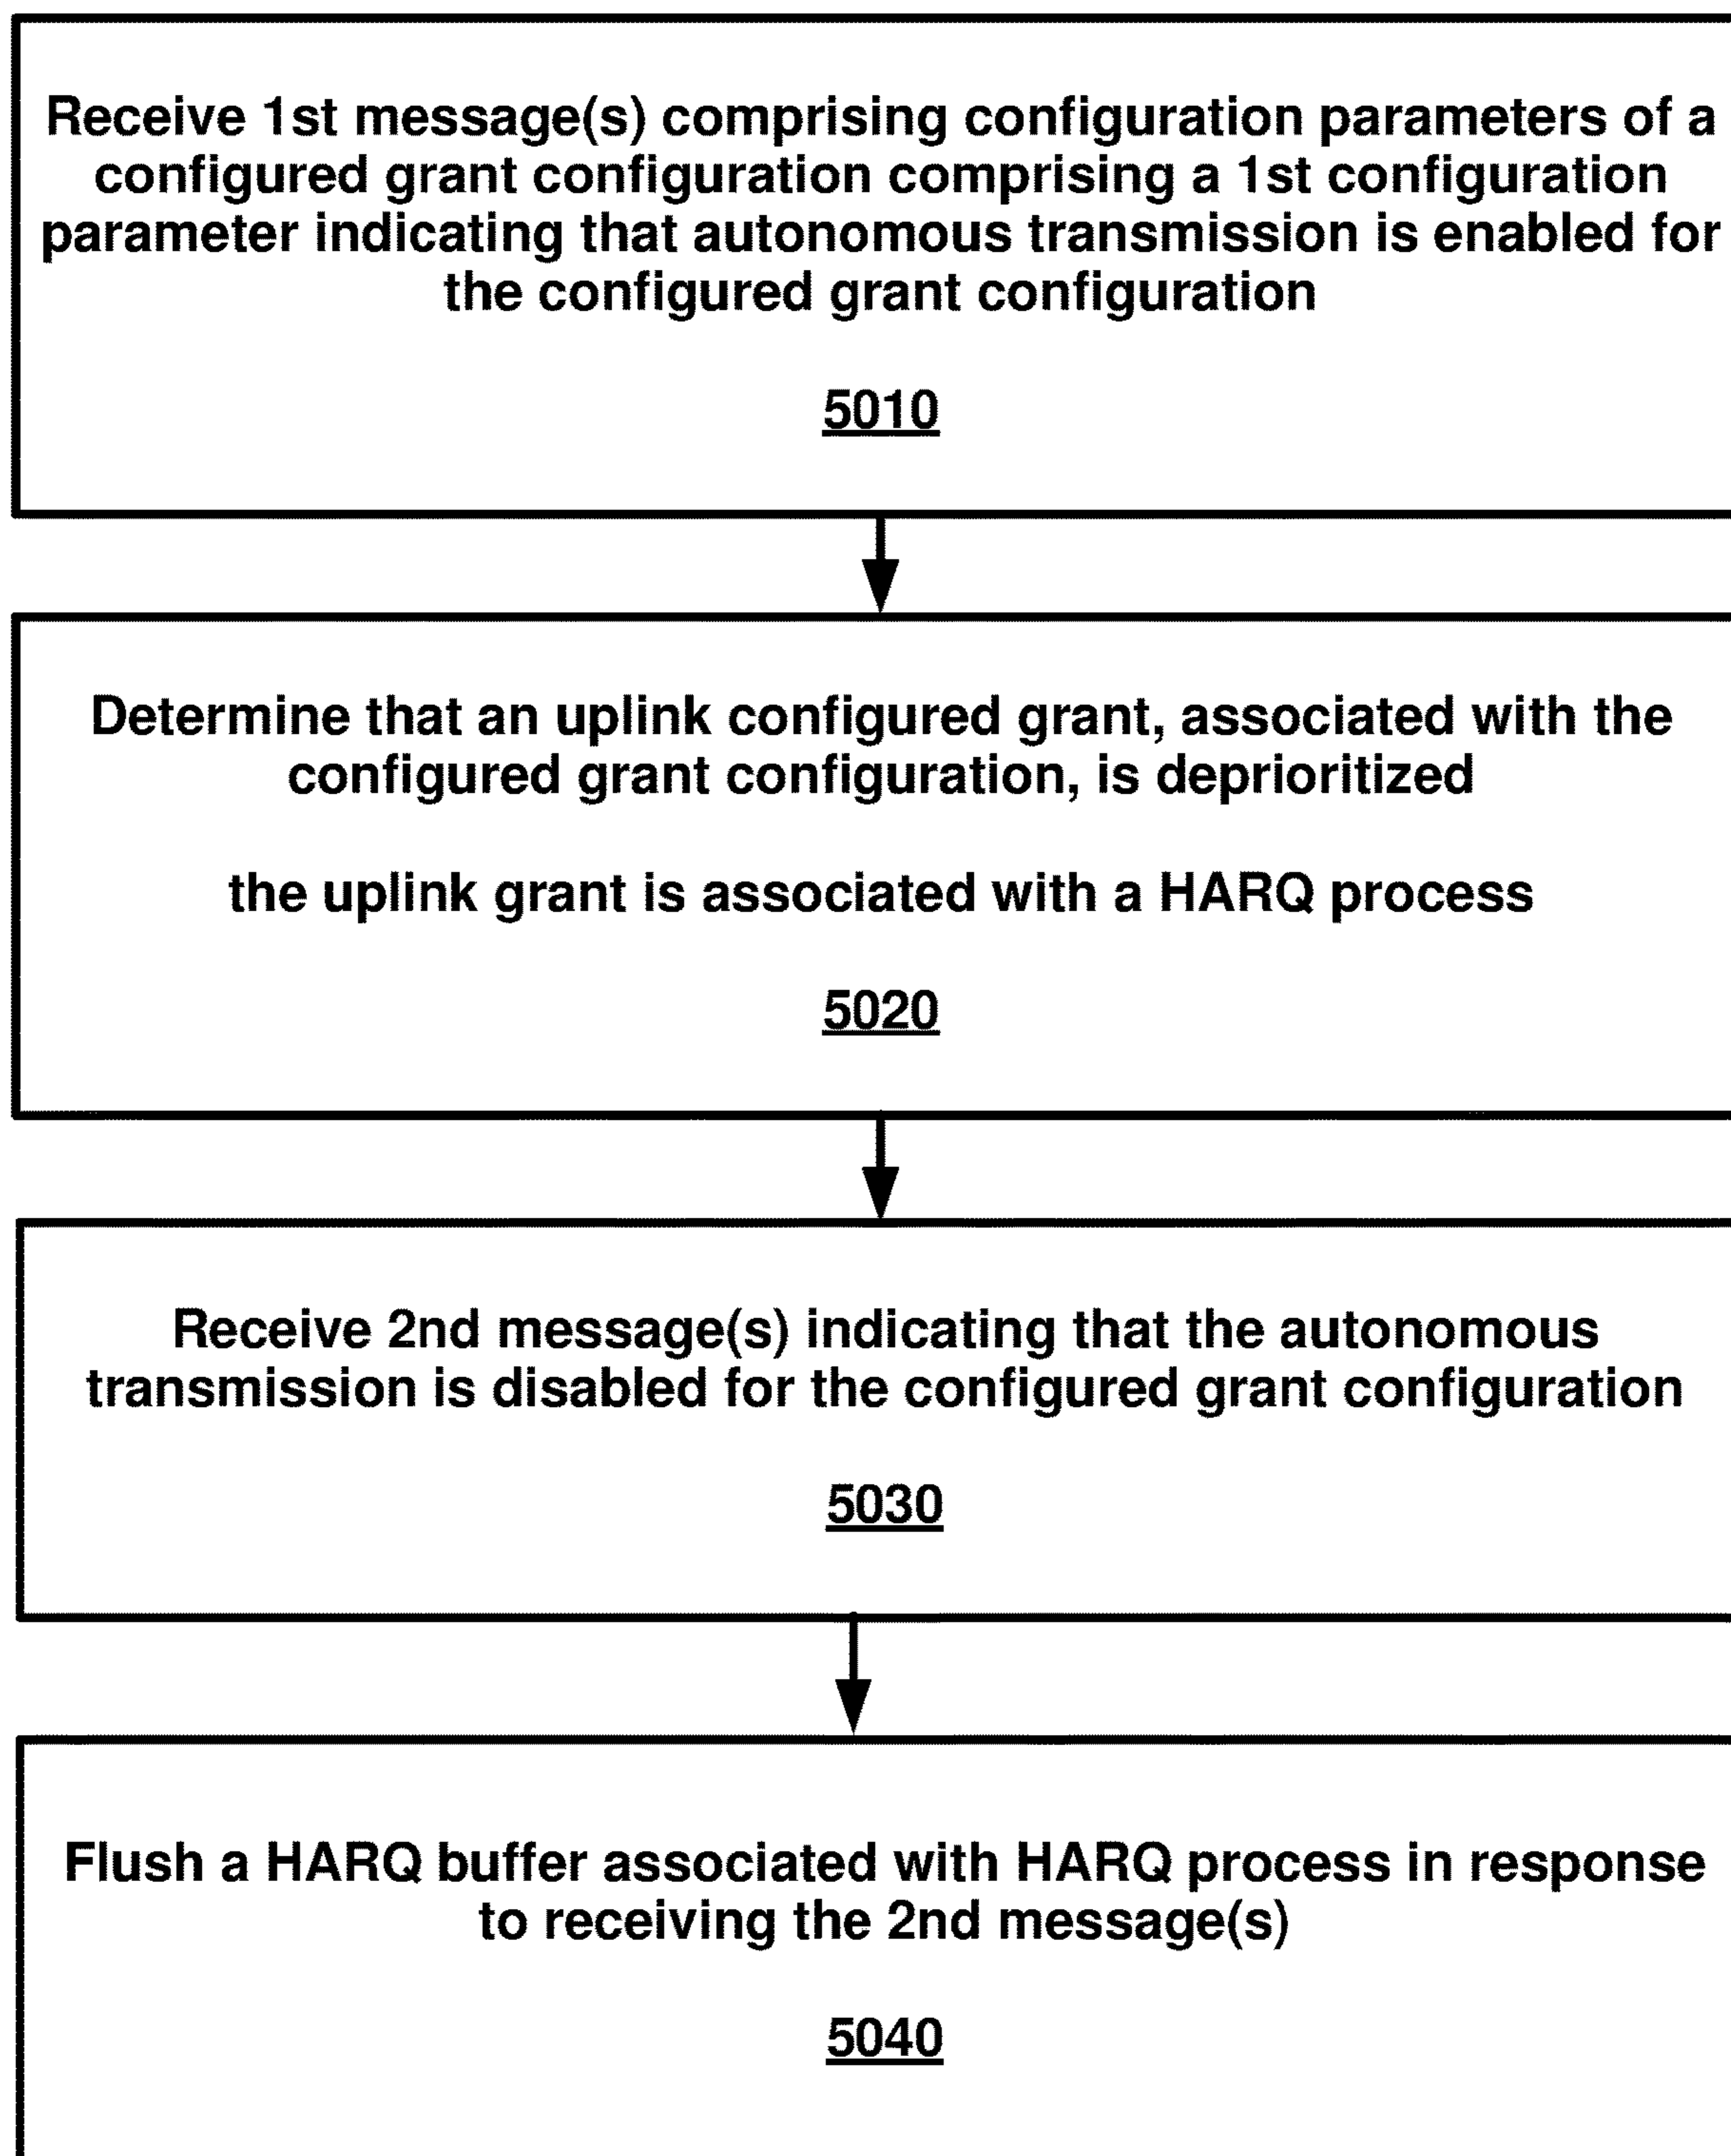 Receive 1st message(s) comprising configuration parameters of a
configured grant configuration comprising a 1st configuration
parameter indicating that autonomous transmission is enabled for
the configured grant configuration
5010
Determine that an uplink configured grant, associated with the
configured grant configuration, is deprioritized
the uplink grant is associated with a HARQ process
5020
Receive 2nd message(s) indicating that the autonomous
transmission is disabled for the configured grant configuration
5030
Flush a HARQ buffer associated with HARQ process in response
to receiving the 2nd message(s)
5040